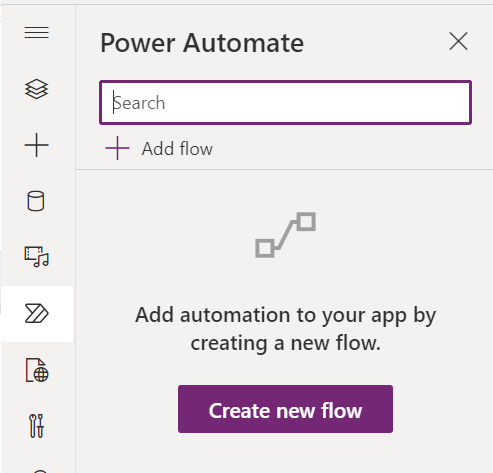 Power Automate
Search
Add flow
Add automation to your app by
creating a new flow.
Create new flow